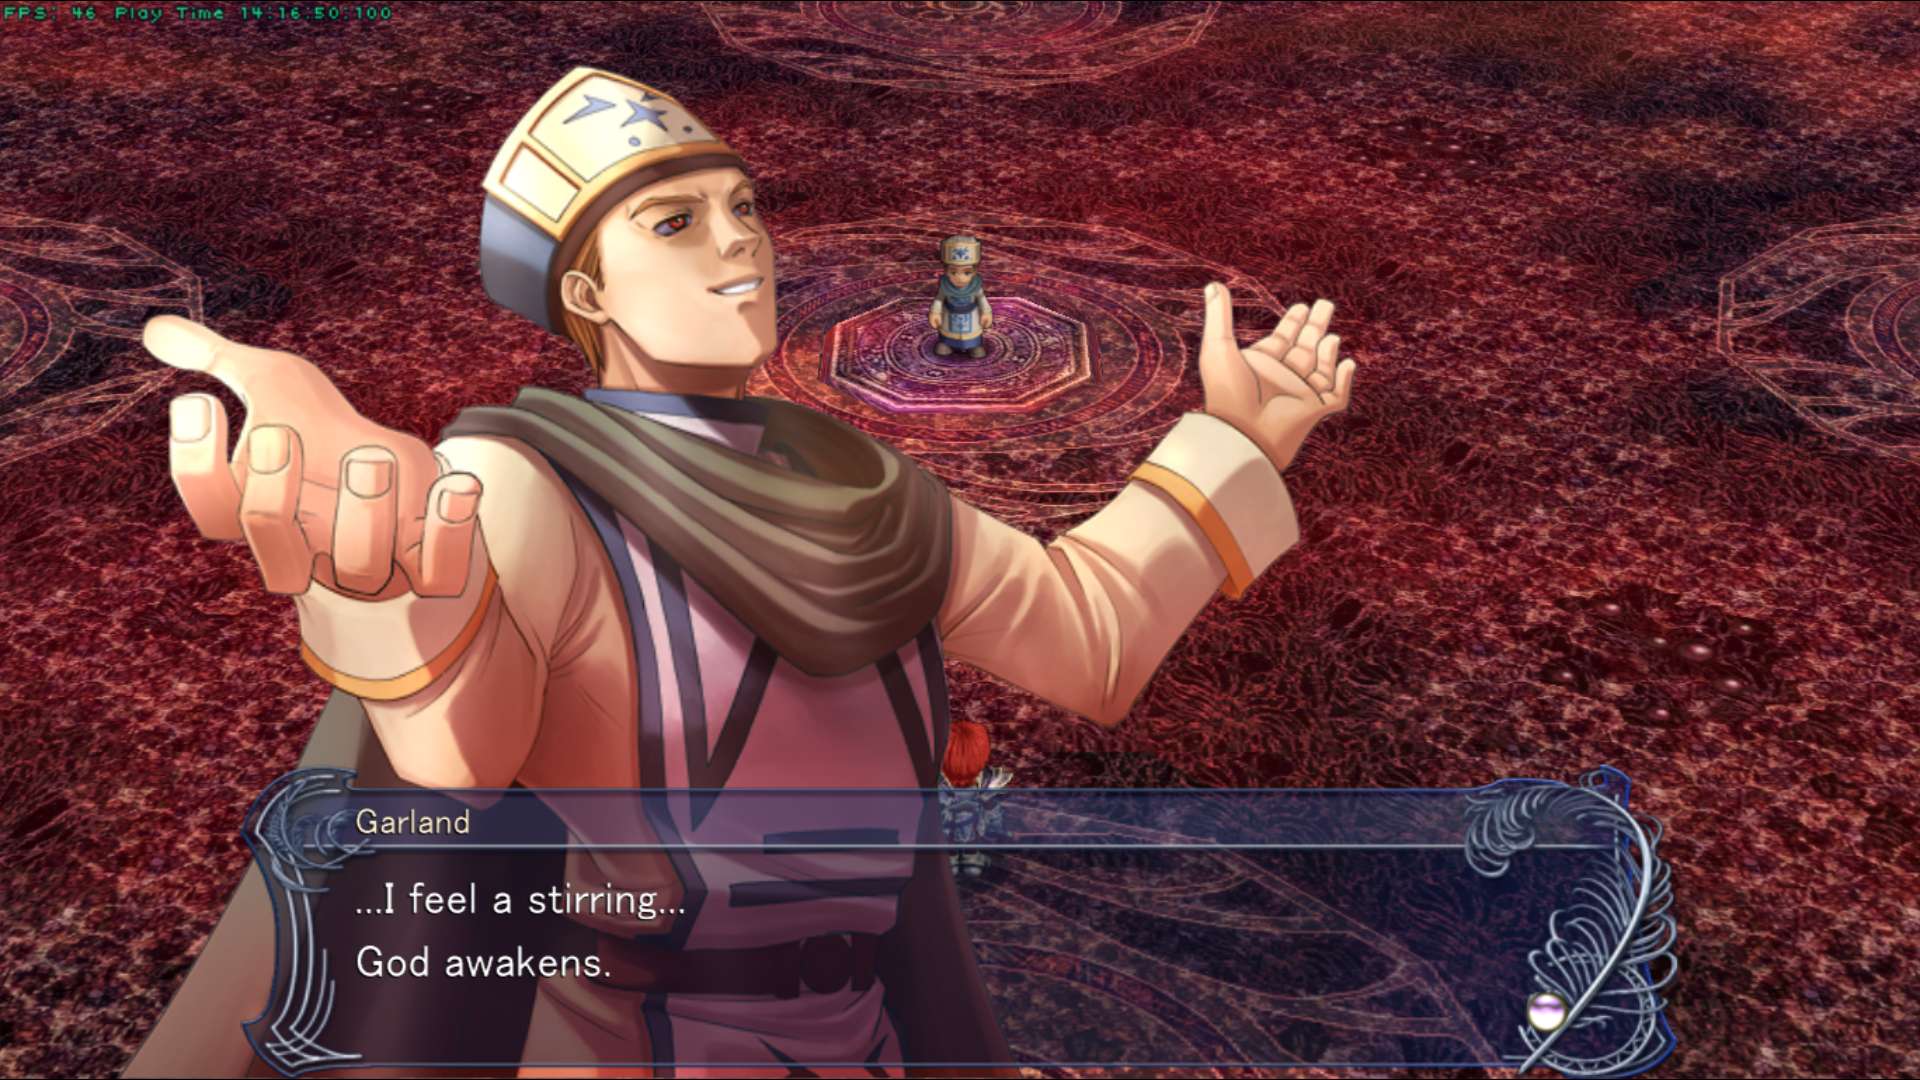 FPS: 46 Play Time 14:16:50:100
Garland
...I feel a stirring...
God awakens.